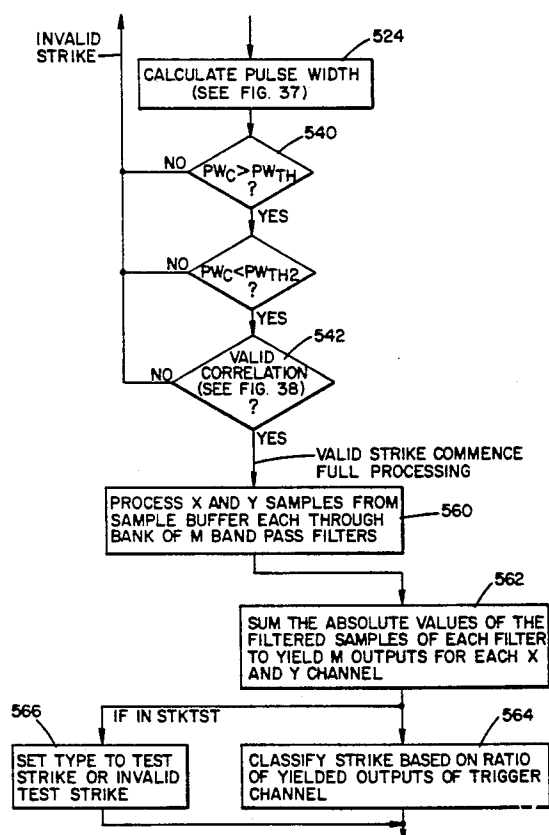 INVALID
STRIKE
524
CALCULATE PULSE WIDTH
(SEE FIG. 37)
540
NO
PWC>PWTH
?
YES
NO
PWC<PWTH2
?
YES
542
NO
VALID
CORRELATION
(SEE FIG. 38)
?
YES
VALID STRIKE COMMENCE
FULL PROCESSING
PROCESS X AND Y SAMPLES FROM
SAMPLE BUFFER EACH THROUGH
BANK OF M BAND PASS FILTERS
560
562
SUM THE ABSOLUTE VALUES OF THE
FILTERED SAMPLES OF EACH FILTER
TO YIELD M OUTPUTS FOR EACH X
AND Y CHANNEL
566
IF IN STKTST
564
SET TYPE TO TEST
STRIKE OR INVALID
TEST STRIKE
CLASSIFY STRIKE BASED ON RATIO
OF YIELDED OUTPUTS OF TRIGGER
CHANNEL